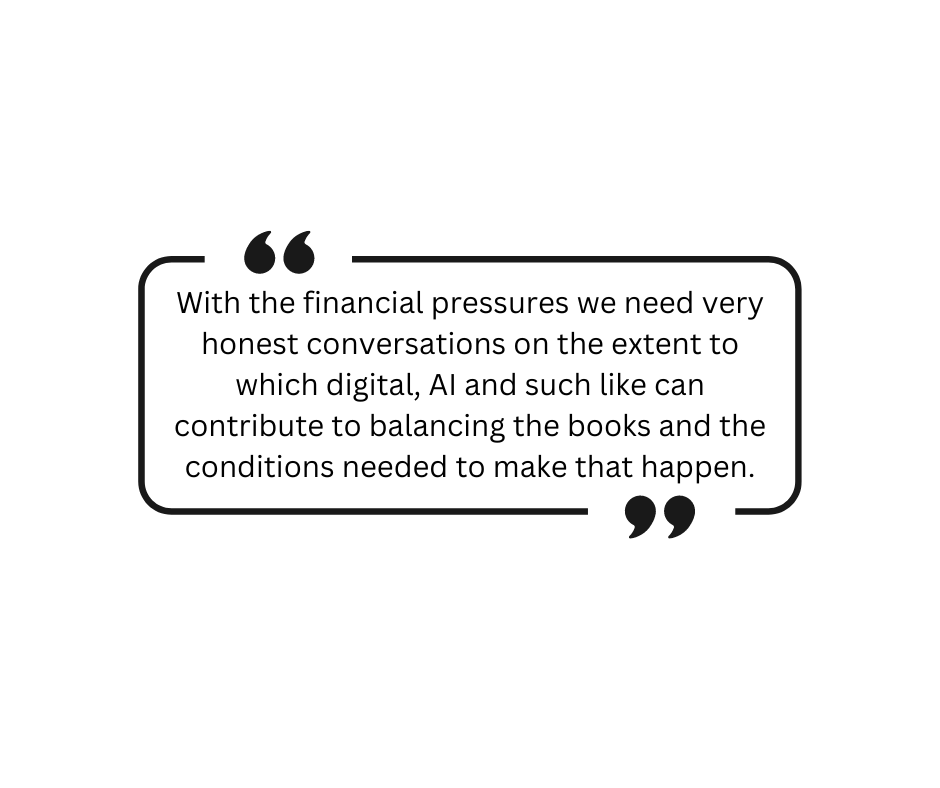 With the financial pressures we need very
honest conversations on the extent to
which digital, AI and such like can
contribute to balancing the books and the
conditions needed to make that happen.